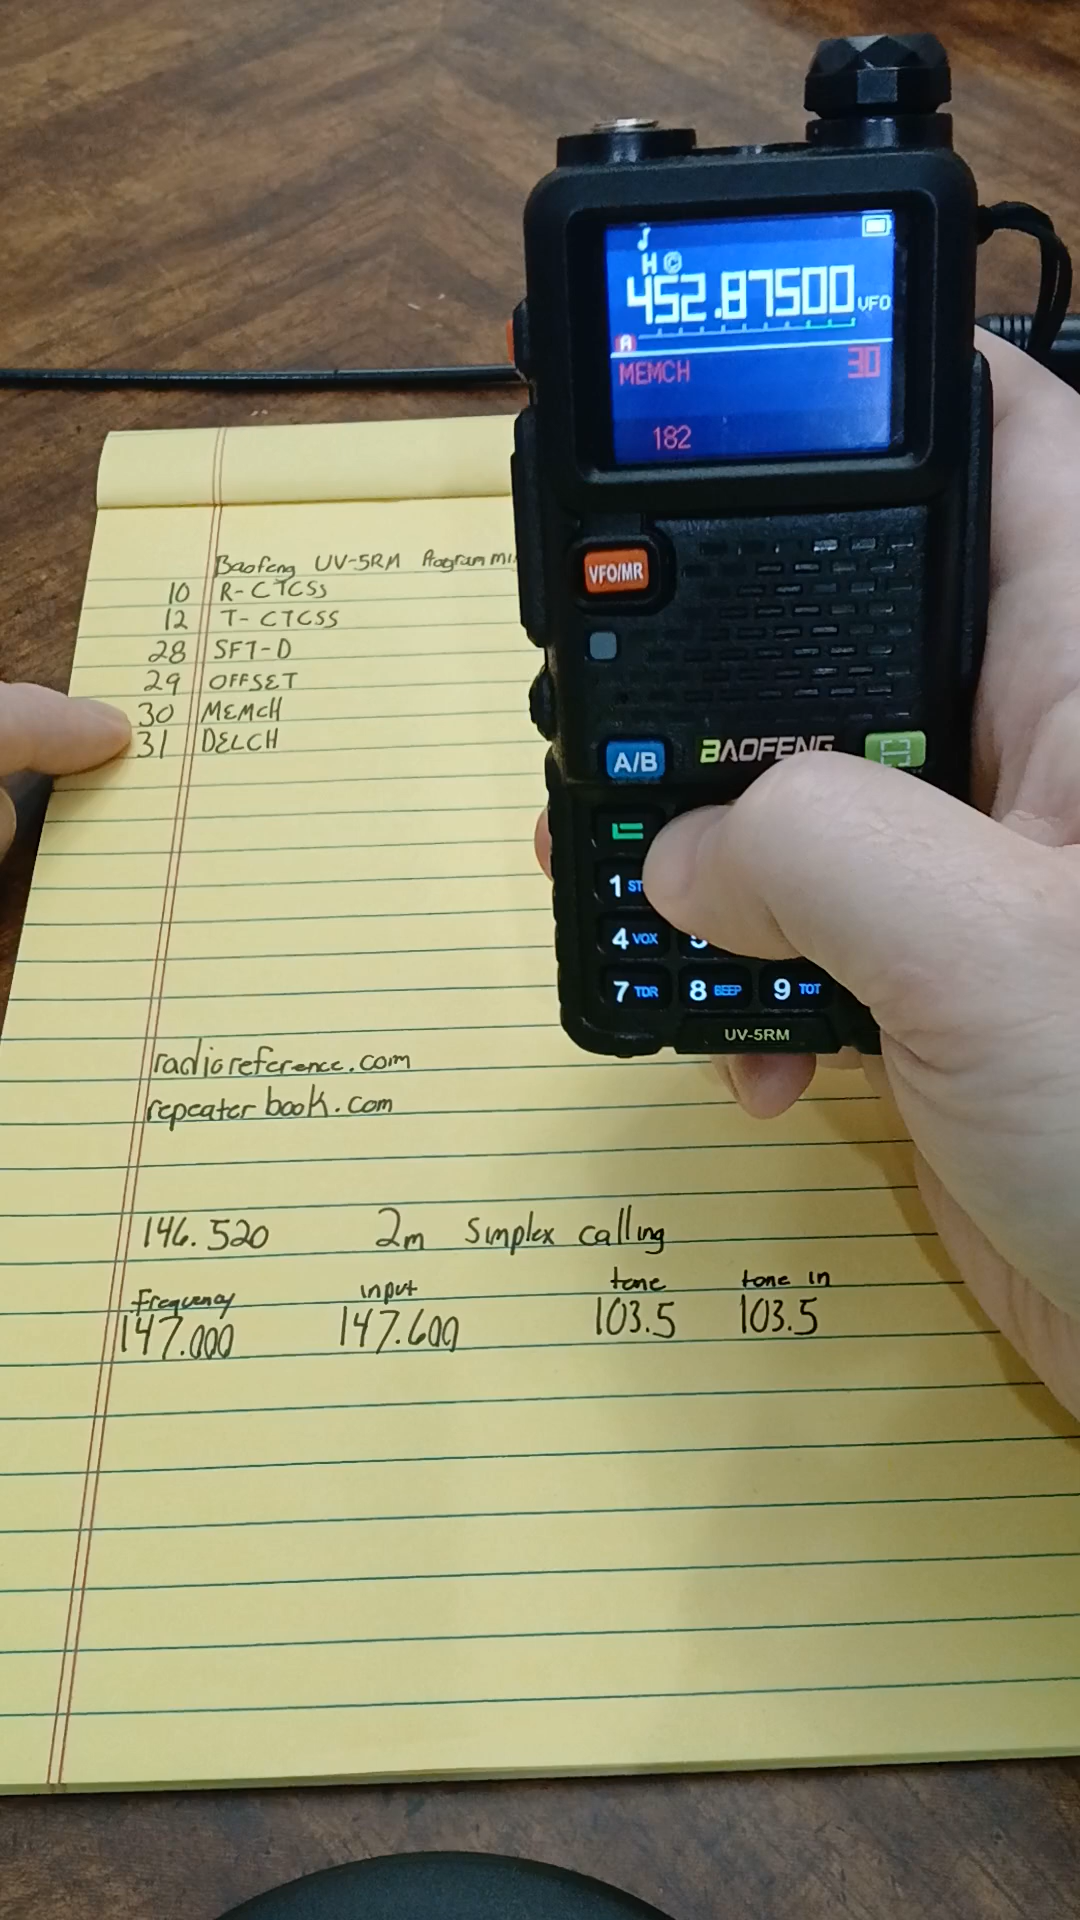 H C
452.87500 VFO
A
MEMCH 30
182
VFO/MR
A/B BAOFENG
1
4 VOX
7 TDR 8 BEEP 9 TOT
UV-5RM
Baofeng UV-5RM
10 R-CTCSS
12 T-CTCSS
28 SFT-D
29 OFFSET
30 MEMCH
31 DELCH
radioreference.com
repeater book.com
146.520 2m Simplex calling
frequency input tone tone in
147.000 147.600 103.5 103.5